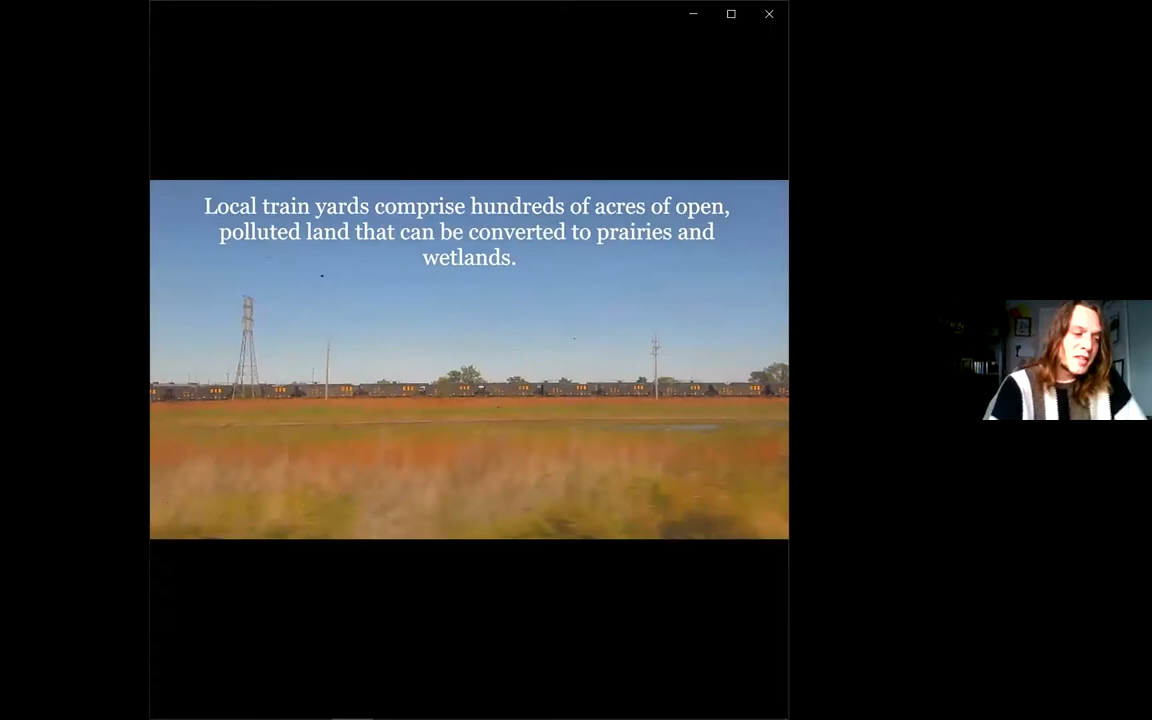 Local train yards comprise hundreds of acres of open,
polluted land that can be converted to prairies and
wetlands.